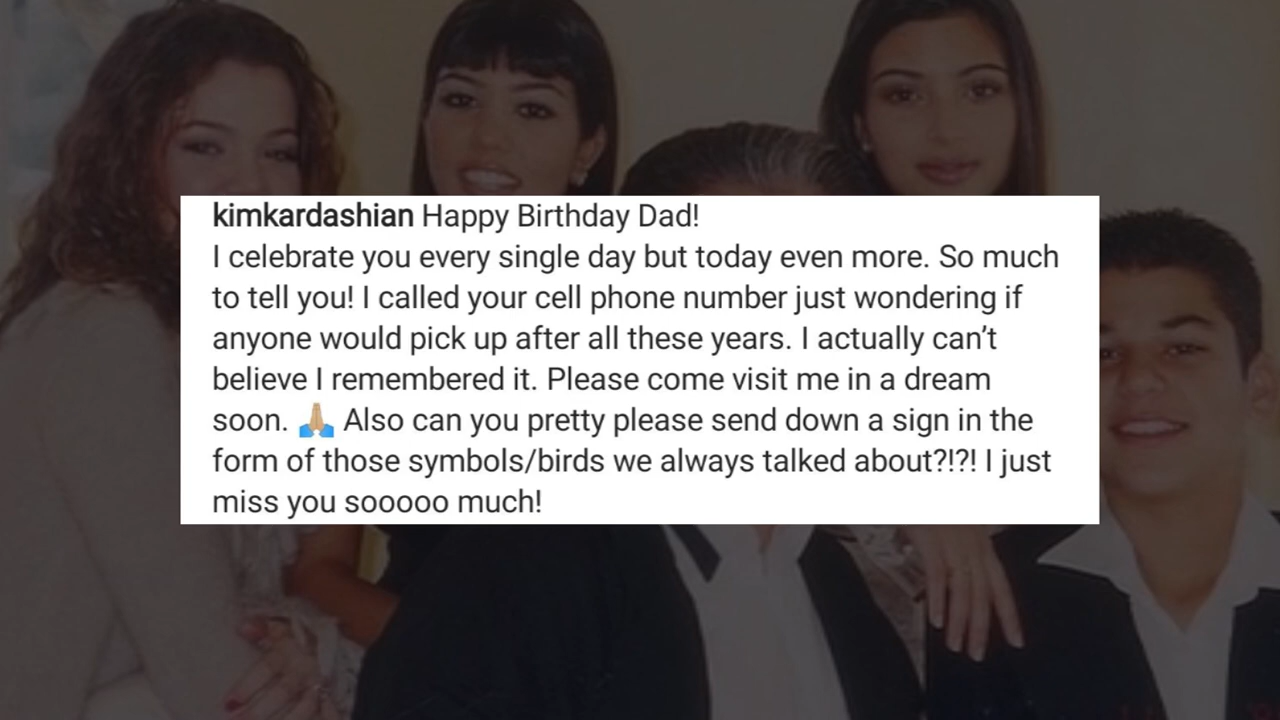 kimkardashian Happy Birthday Dad!
I celebrate you every single day but today even more. So much
to tell you! I called your cell phone number just wondering if
anyone would pick up after all these years. I actually can’t
believe I remembered it. Please come visit me in a dream
soon. 🙏🏼 Also can you pretty please send down a sign in the
form of those symbols/birds we always talked about?!?! I just
miss you sooooo much!